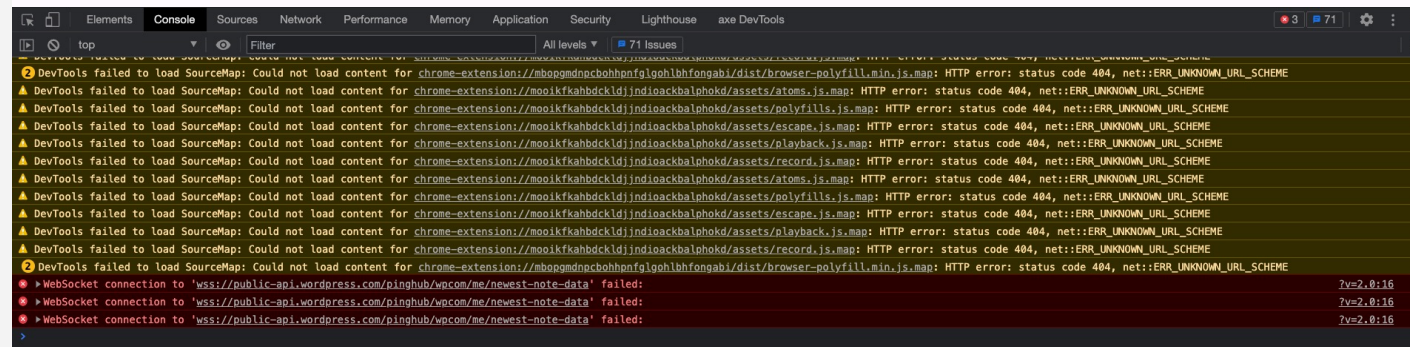 Elements Console Sources Network Performance Memory Application Security Lighthouse axe DevTools 3 71
top Filter All levels 71 Issues
2 DevTools failed to load SourceMap: Could not load content for chrome-extension://mbopgmdnpcbohhpnfglgohlbhfongabi/dist/browser-polyfill.min.js.map: HTTP error: status code 404, net::ERR_UNKNOWN_URL_SCHEME
DevTools failed to load SourceMap: Could not load content for chrome-extension://mooikfkahbdckldjjndioackbalphokd/assets/atoms.js.map: HTTP error: status code 404, net::ERR_UNKNOWN_URL_SCHEME
DevTools failed to load SourceMap: Could not load content for chrome-extension://mooikfkahbdckldjjndioackbalphokd/assets/polyfills.js.map: HTTP error: status code 404, net::ERR_UNKNOWN_URL_SCHEME
DevTools failed to load SourceMap: Could not load content for chrome-extension://mooikfkahbdckldjjndioackbalphokd/assets/escape.js.map: HTTP error: status code 404, net::ERR_UNKNOWN_URL_SCHEME
DevTools failed to load SourceMap: Could not load content for chrome-extension://mooikfkahbdckldjjndioackbalphokd/assets/playback.js.map: HTTP error: status code 404, net::ERR_UNKNOWN_URL_SCHEME
DevTools failed to load SourceMap: Could not load content for chrome-extension://mooikfkahbdckldjjndioackbalphokd/assets/record.js.map: HTTP error: status code 404, net::ERR_UNKNOWN_URL_SCHEME
DevTools failed to load SourceMap: Could not load content for chrome-extension://mooikfkahbdckldjjndioackbalphokd/assets/atoms.js.map: HTTP error: status code 404, net::ERR_UNKNOWN_URL_SCHEME
DevTools failed to load SourceMap: Could not load content for chrome-extension://mooikfkahbdckldjjndioackbalphokd/assets/polyfills.js.map: HTTP error: status code 404, net::ERR_UNKNOWN_URL_SCHEME
DevTools failed to load SourceMap: Could not load content for chrome-extension://mooikfkahbdckldjjndioackbalphokd/assets/escape.js.map: HTTP error: status code 404, net::ERR_UNKNOWN_URL_SCHEME
DevTools failed to load SourceMap: Could not load content for chrome-extension://mooikfkahbdckldjjndioackbalphokd/assets/playback.js.map: HTTP error: status code 404, net::ERR_UNKNOWN_URL_SCHEME
DevTools failed to load SourceMap: Could not load content for chrome-extension://mooikfkahbdckldjjndioackbalphokd/assets/record.js.map: HTTP error: status code 404, net::ERR_UNKNOWN_URL_SCHEME
2 DevTools failed to load SourceMap: Could not load content for chrome-extension://mbopgmdnpcbohhpnfglgohlbhfongabi/dist/browser-polyfill.min.js.map: HTTP error: status code 404, net::ERR_UNKNOWN_URL_SCHEME
WebSocket connection to 'wss://public-api.wordpress.com/pinghub/wpcom/me/newest-note-data' failed: ?v=2.0:16
WebSocket connection to 'wss://public-api.wordpress.com/pinghub/wpcom/me/newest-note-data' failed: ?v=2.0:16
WebSocket connection to 'wss://public-api.wordpress.com/pinghub/wpcom/me/newest-note-data' failed: ?v=2.0:16